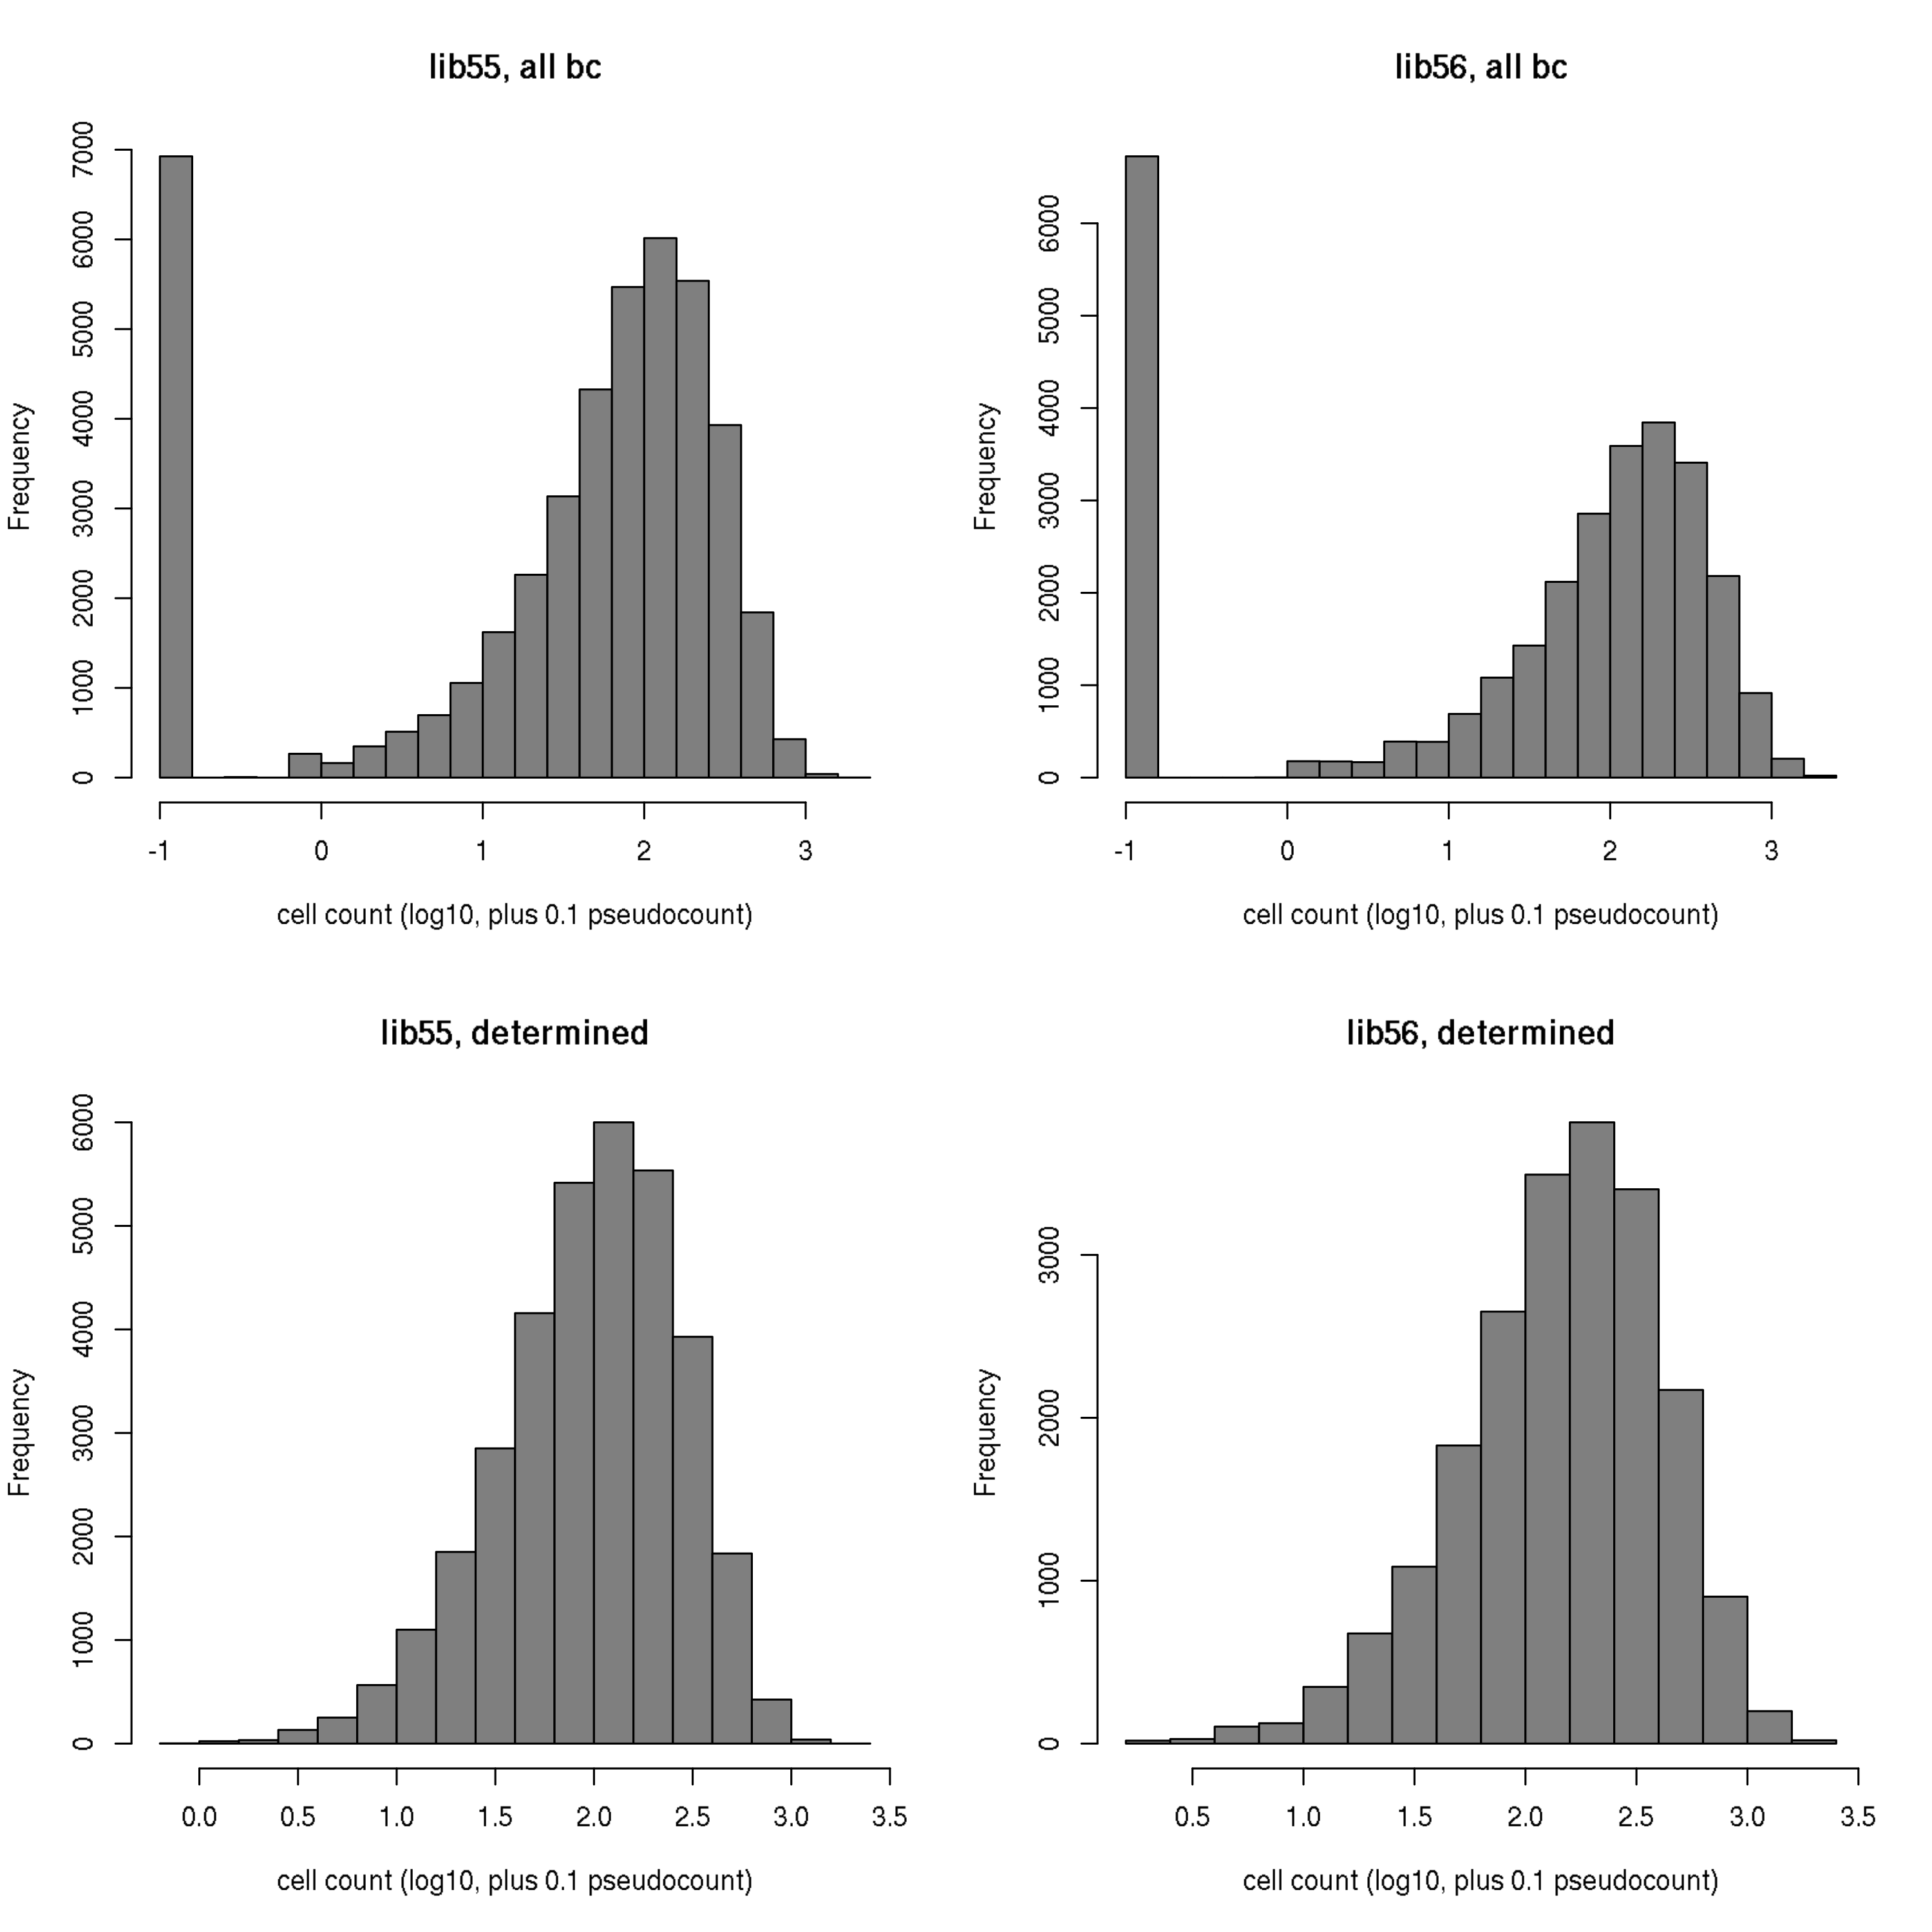 lib55, all bc
Frequency
0 1000 2000 3000 4000 5000 6000 7000
-1 0 1 2 3
cell count (log10, plus 0.1 pseudocount)
lib56, all bc
Frequency
0 1000 2000 3000 4000 5000 6000
-1 0 1 2 3
cell count (log10, plus 0.1 pseudocount)
lib55, determined
Frequency
0 1000 2000 3000 4000 5000 6000
0.0 0.5 1.0 1.5 2.0 2.5 3.0 3.5
cell count (log10, plus 0.1 pseudocount)
lib56, determined
Frequency
0 1000 2000 3000
0.5 1.0 1.5 2.0 2.5 3.0 3.5
cell count (log10, plus 0.1 pseudocount)